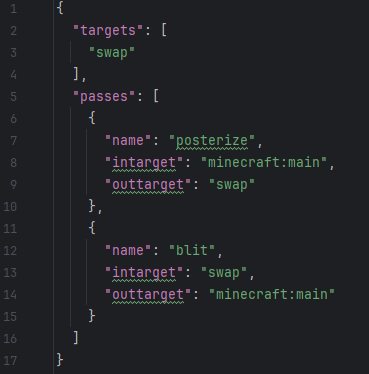 1 {
2 "targets": [
3 "swap"
4 ],
5 "passes": [
6 {
7 "name": "posterize",
8 "intarget": "minecraft:main",
9 "outtarget": "swap"
10 },
11 {
12 "name": "blit",
13 "intarget": "swap",
14 "outtarget": "minecraft:main"
15 }
16 ]
17 }